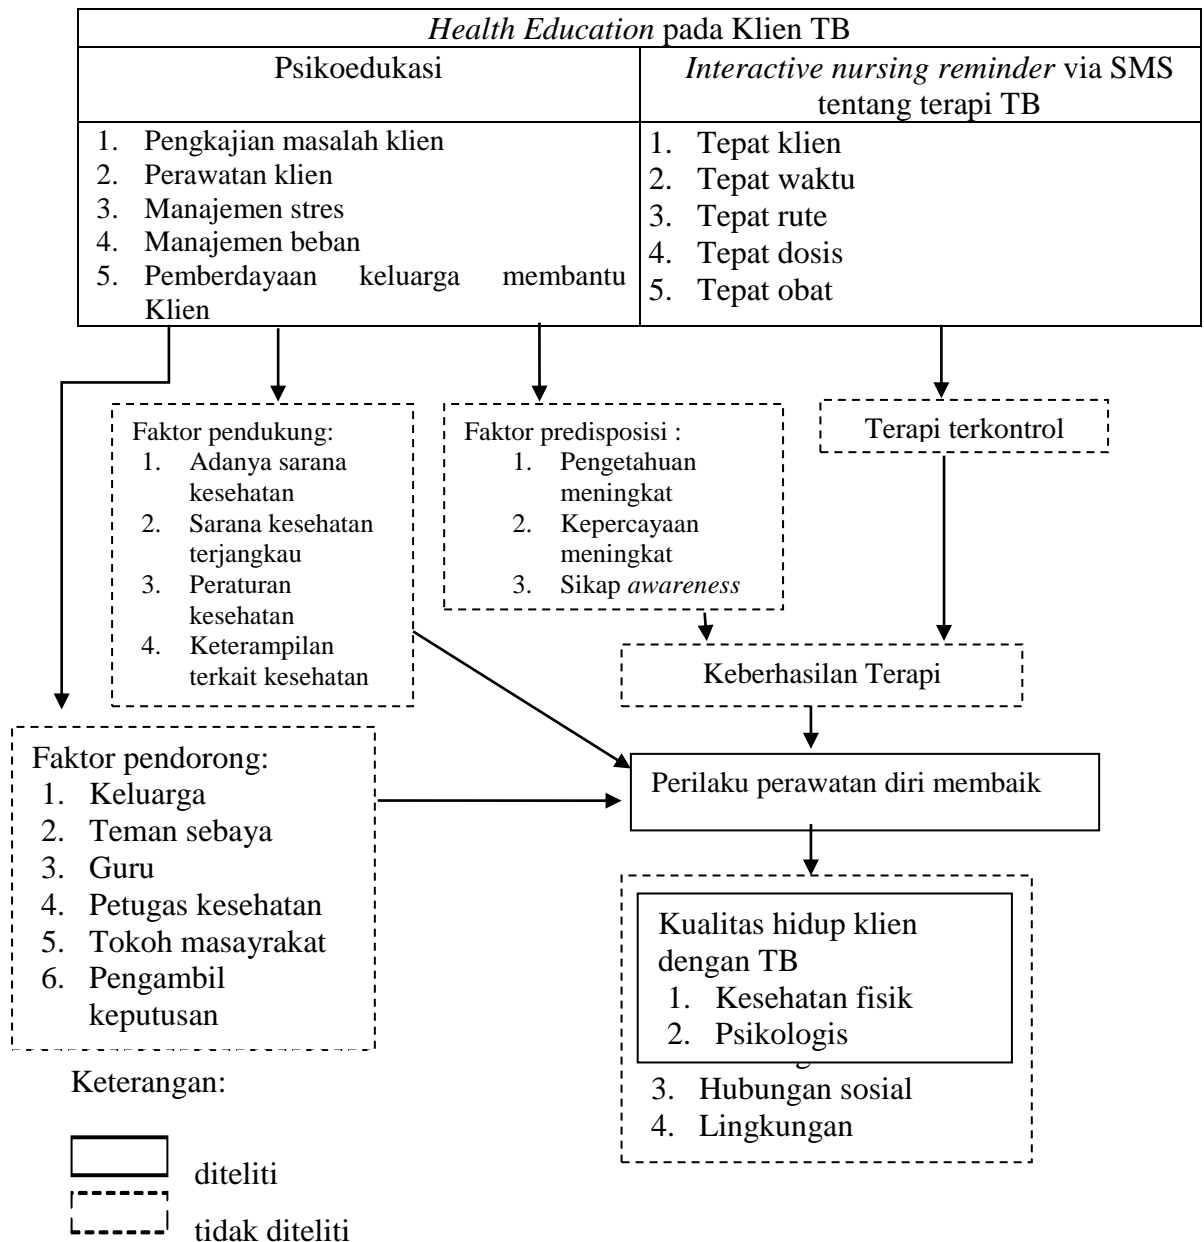 Health Education pada Klien TB
Psikoedukasi
Interactive nursing reminder via SMS
tentang terapi TB
1. Pengkajian masalah klien
2. Perawatan klien
3. Manajemen stres
4. Manajemen beban
5. Pemberdayaan keluarga membantu
Klien
1. Tepat klien
2. Tepat waktu
3. Tepat rute
4. Tepat dosis
5. Tepat obat
Faktor pendukung:
1. Adanya sarana
kesehatan
2. Sarana kesehatan
terjangkau
3. Peraturan
kesehatan
4. Keterampilan
terkait kesehatan
Faktor predisposisi :
1. Pengetahuan
meningkat
2. Kepercayaan
meningkat
3. Sikap awareness
Terapi terkontrol
Keberhasilan Terapi
Faktor pendorong:
1. Keluarga
2. Teman sebaya
3. Guru
4. Petugas kesehatan
5. Tokoh masayrakat
6. Pengambil
keputusan
Perilaku perawatan diri membaik
Kualitas hidup klien
dengan TB
1. Kesehatan fisik
2. Psikologis
3. Hubungan sosial
4. Lingkungan
Keterangan:
diteliti
tidak diteliti